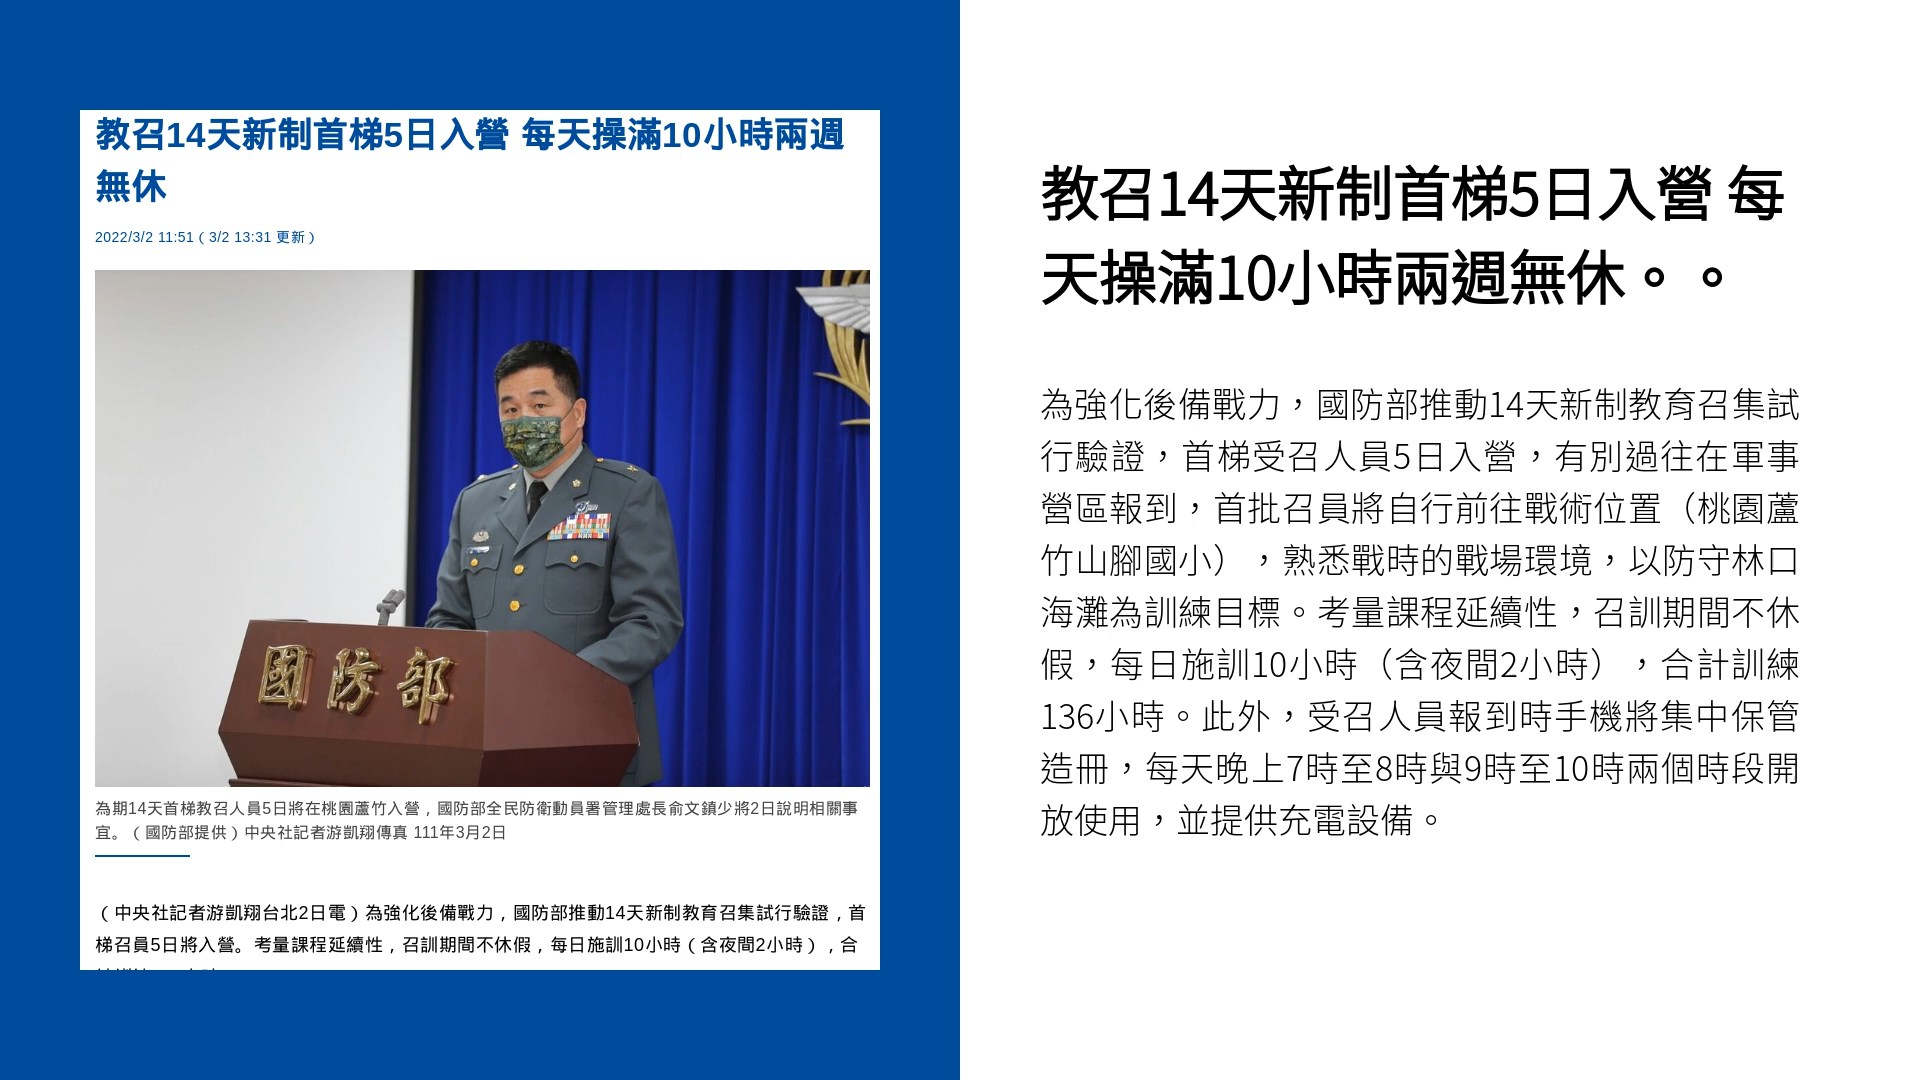 教召14天新制首梯5日入營 每天操滿10小時兩週
無休
2022/3/2 11:51（3/2 13:31 更新）
國防部
為期14天首梯教召人員5日將在桃園蘆竹入營，國防部全民防衛動員署管理處長俞文鎮少將2日說明相關事
宜。（國防部提供）中央社記者游凱翔傳真 111年3月2日
（中央社記者游凱翔台北2日電）為強化後備戰力，國防部推動14天新制教育召集試行驗證，首
梯召員5日將入營。考量課程延續性，召訓期間不休假，每日施訓10小時（含夜間2小時），合
教召14天新制首梯5日入營 每
天操滿10小時兩週無休。。
為強化後備戰力，國防部推動14天新制教育召集試
行驗證，首梯受召人員5日入營，有別過往在軍事
營區報到，首批召員將自行前往戰術位置（桃園蘆
竹山腳國小），熟悉戰時的戰場環境，以防守林口
海灘為訓練目標。考量課程延續性，召訓期間不休
假，每日施訓10小時（含夜間2小時），合計訓練
136小時。此外，受召人員報到時手機將集中保管
造冊，每天晚上7時至8時與9時至10時兩個時段開
放使用，並提供充電設備。